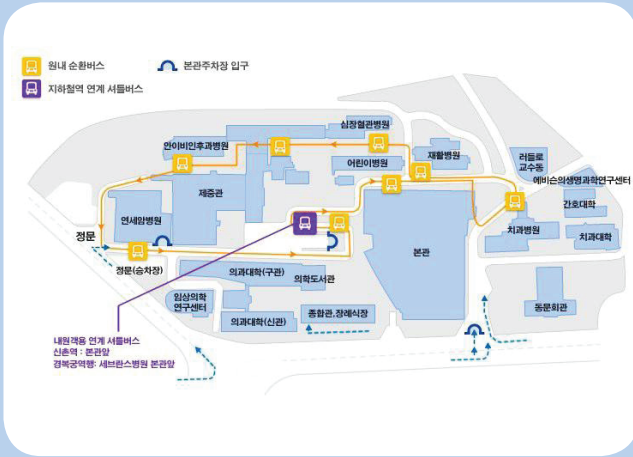 원내 순환버스
본관주차장 입구
지하철역 연계 셔틀버스
심장혈관병원
안이비인후과병원
어린이병원
재활병원
러들로
교수동
에비슨의생명과학연구센터
제중관
간호대학
연세암병원
정문
본관
치과병원
치과대학
정문(승차장)
의과대학(구관)
의학도서관
임상의학
연구센터
의과대학(신관)
종합관,장례식장
동문회관
내원객용 연계 셔틀버스
신촌역 : 본관앞
경복궁역행: 세브란스병원 본관앞